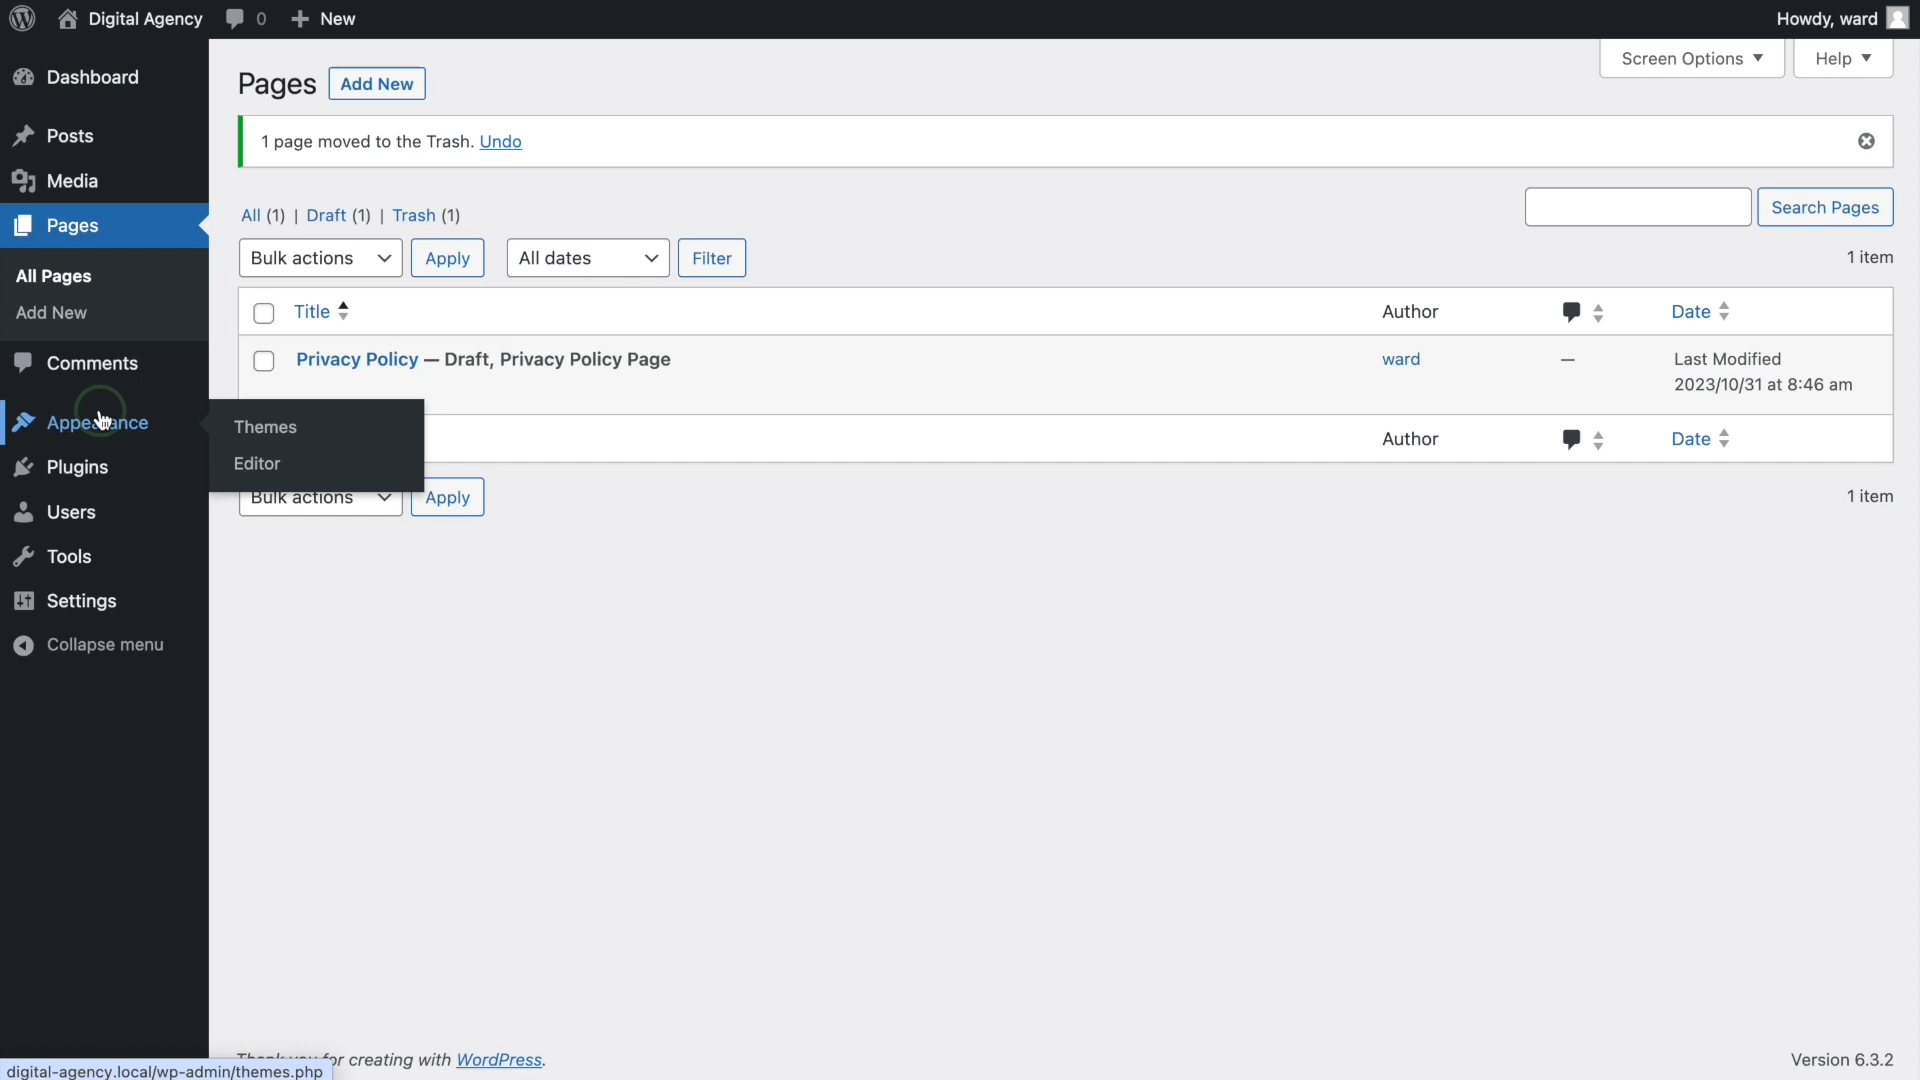 Digital Agency 0 New Howdy, ward
Screen Options Help
Dashboard
Posts
Media
Pages
All Pages
Add New
Comments
Appearance
Plugins
Users
Tools
Settings
Collapse menu
Themes
Editor
Pages Add New
1 page moved to the Trash. Undo
All (1) | Draft (1) | Trash (1)
Search Pages
Bulk actions Apply All dates Filter 1 item
Title Author Date
Privacy Policy — Draft, Privacy Policy Page ward — Last Modified
2023/10/31 at 8:46 am
Author Date
Bulk actions Apply 1 item
Thank you for creating with WordPress. Version 6.3.2
digital-agency.local/wp-admin/themes.php